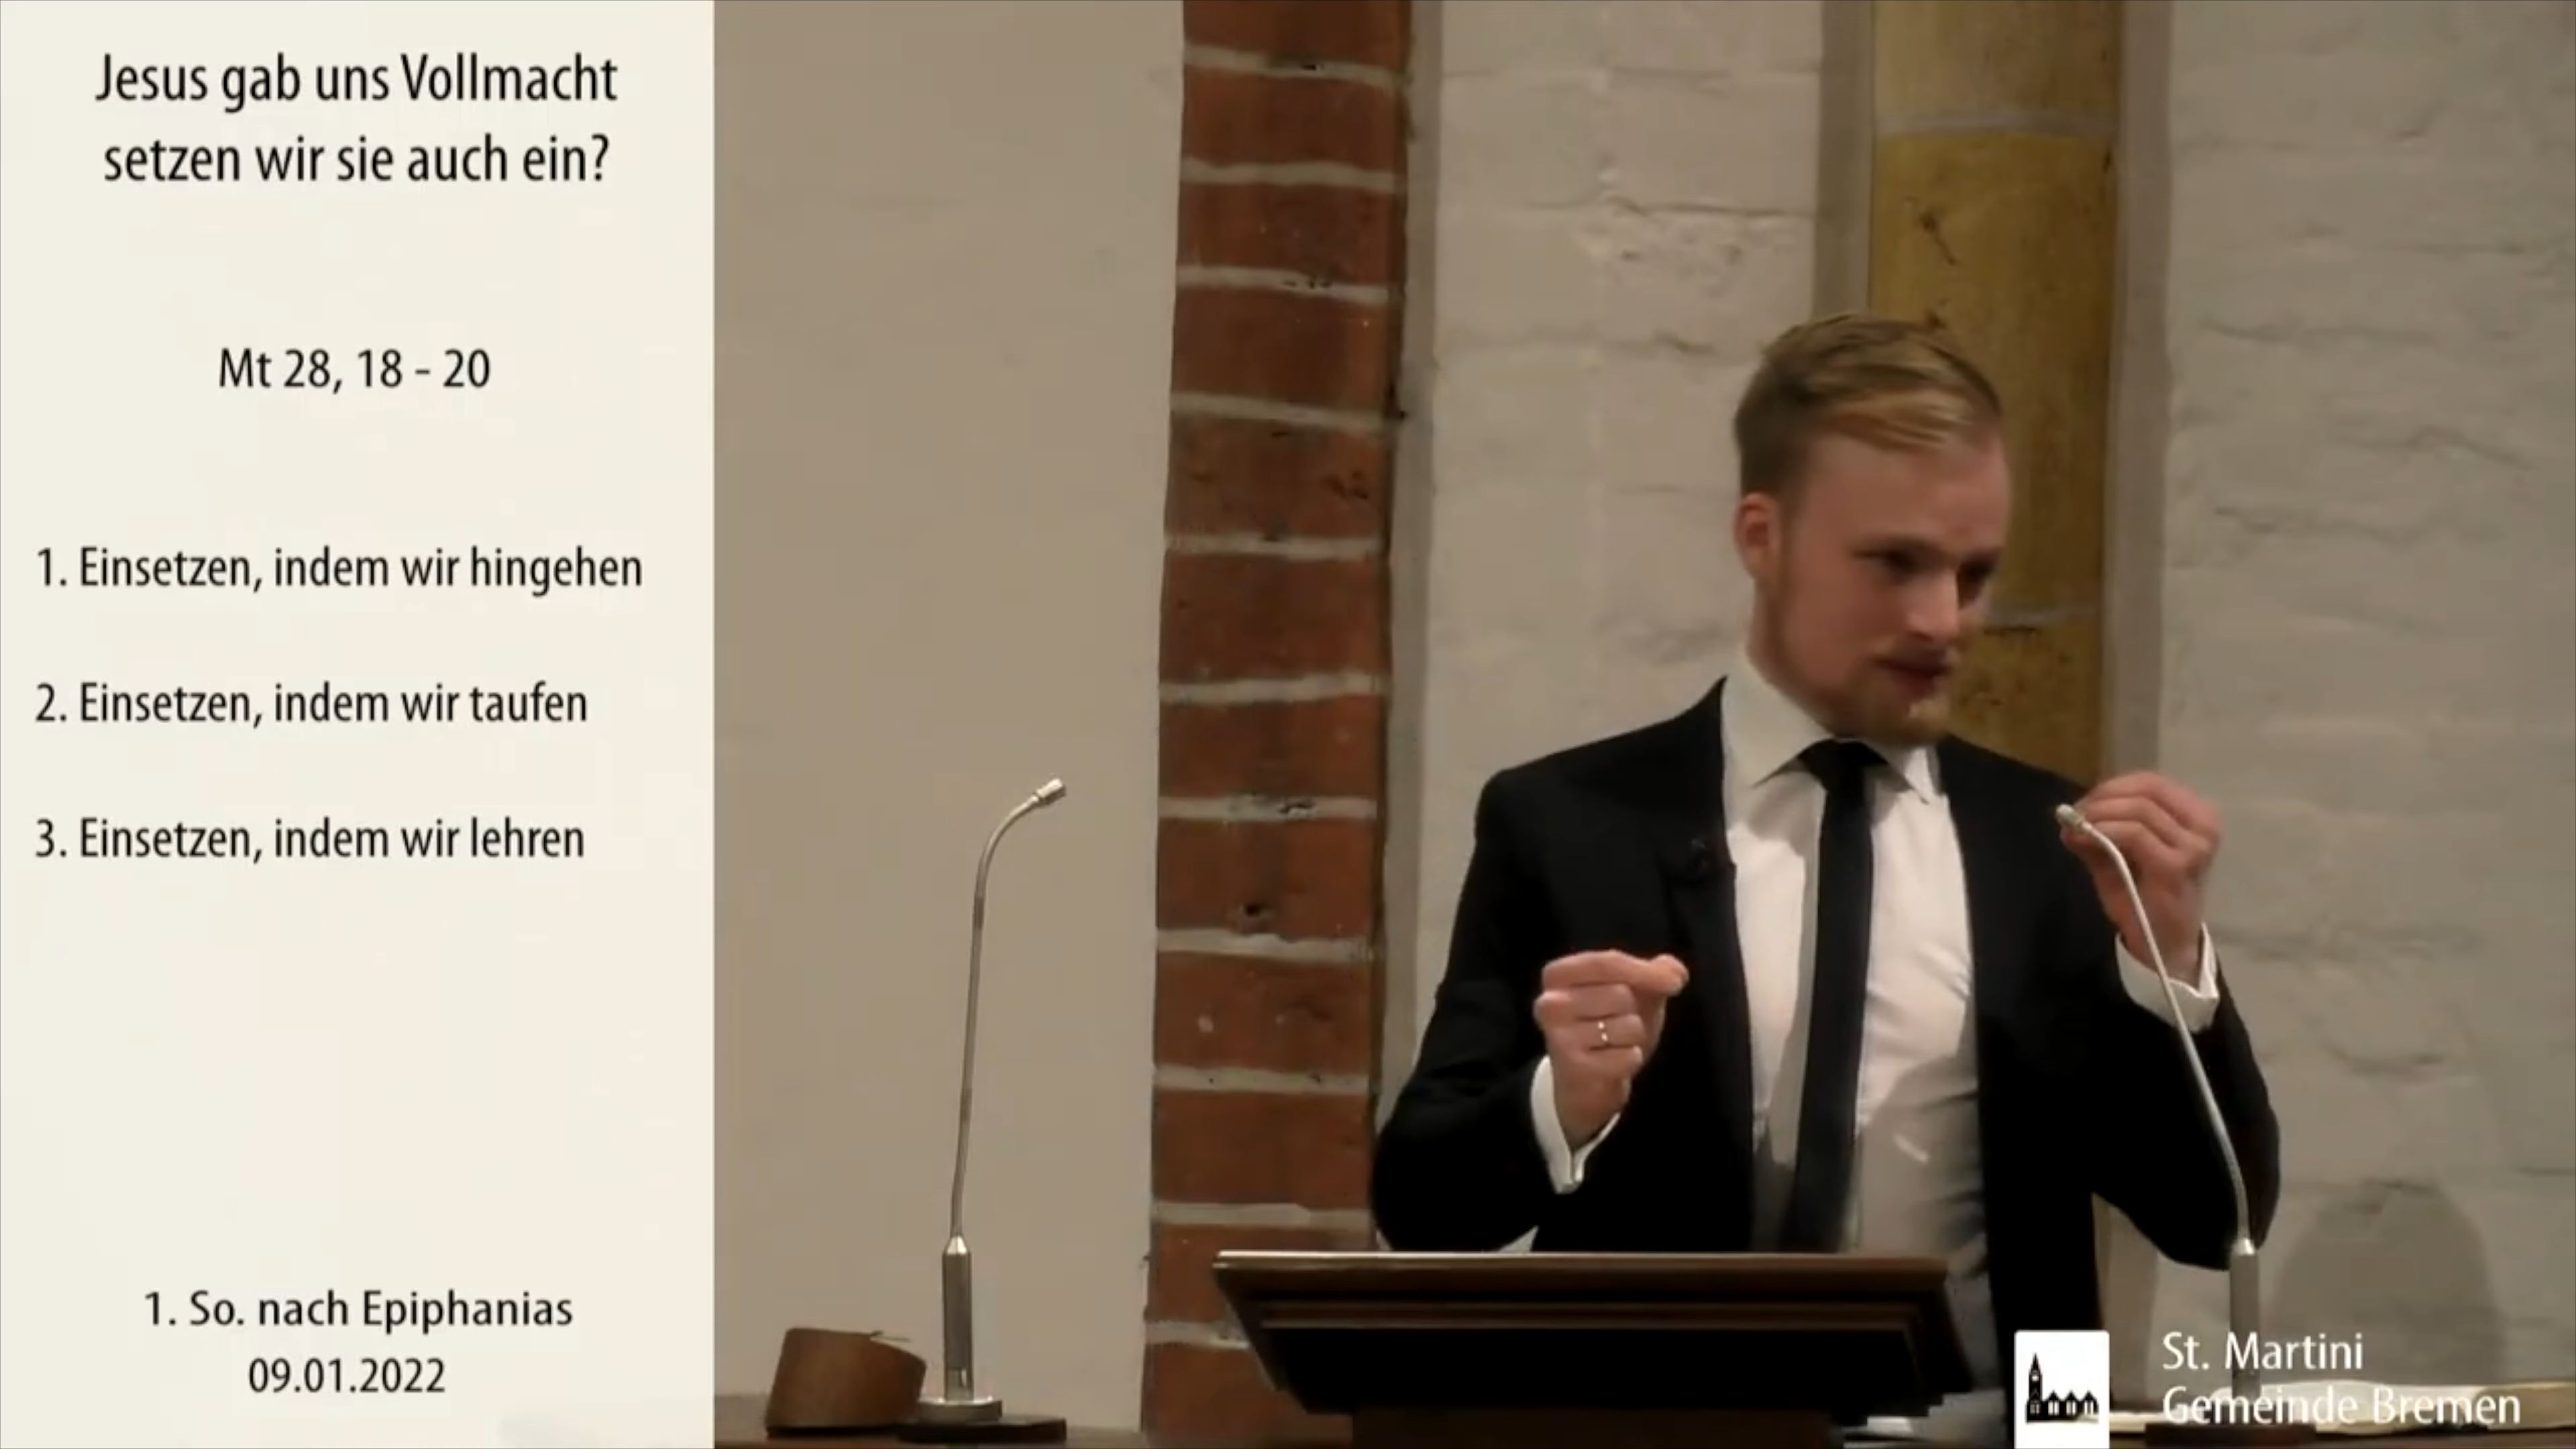 Jesus gab uns Vollmacht
setzen wir sie auch ein?
Mt 28, 18 - 20
1. Einsetzen, indem wir hingehen
2. Einsetzen, indem wir taufen
3. Einsetzen, indem wir lehren
1. So. nach Epiphanias
09.01.2022
St. Martini
Gemeinde Bremen